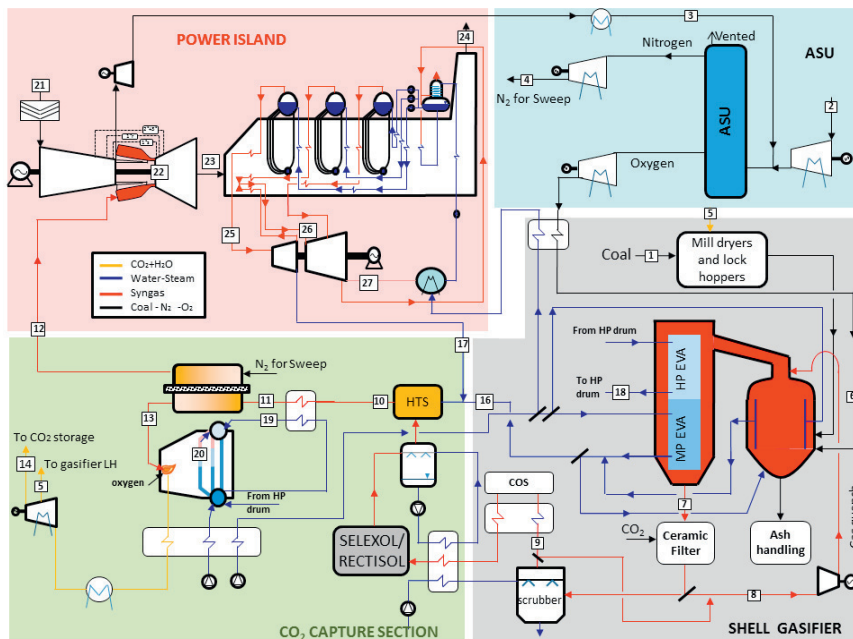 POWER ISLAND
24
3
Vented
ASU
Nitrogen
21
4
N₂ for Sweep
2
ASU
22
23
Oxygen
5
25
26
Coal
1
Mill dryers
and lock
hoppers
CO₂+H₂O
Water-Steam
Syngas
Coal - N₂ - O₂
27
12
From HP drum
17
N₂ for Sweep
HP EVA
To HP
drum
18
6
11
10
HTS
16
13
19
MP EVA
To CO₂ storage
14
To gasifier LH
20
5
oxygen
From HP
drum
COS
7
SELEXOL/
RECTISOL
9
CO₂
Ceramic
Filter
Ash
handling
Gas quench
scrubber
8
CO₂ CAPTURE SECTION
SHELL GASIFIER